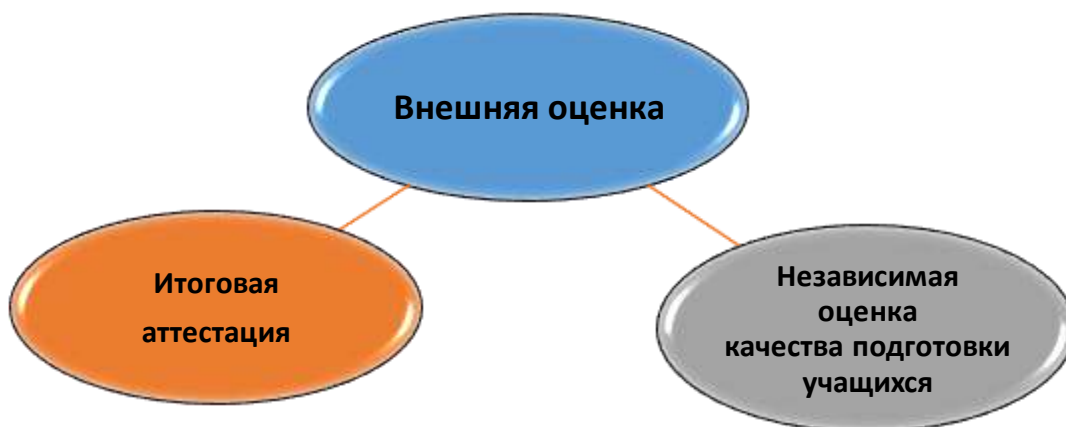 Внешняя оценка
Итоговая
аттестация
Независимая
оценка
качества подготовки
учащихся